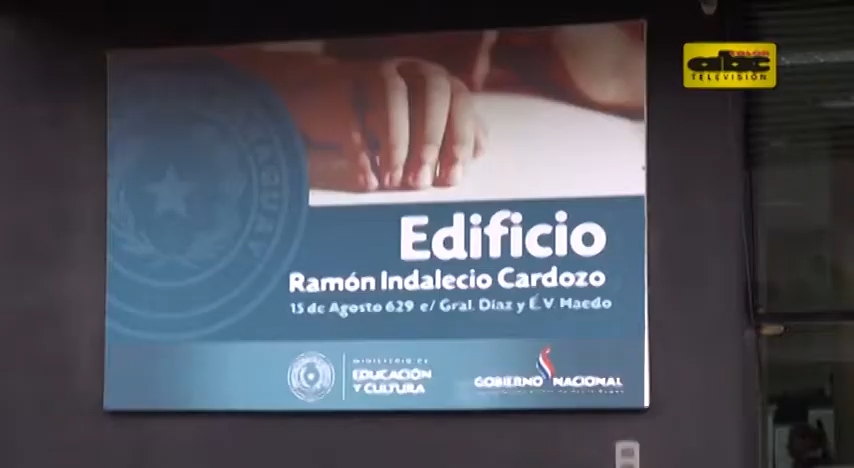 COLOR
abc
TELEVISIÓN
PARAGUAY
Edificio
Ramón Indalecio Cardozo
15 de Agosto 629 e/ Gral. Díaz y E.V. Haedo
MINISTERIO DE
EDUCACIÓN
Y CULTURA
GOBIERNO NACIONAL